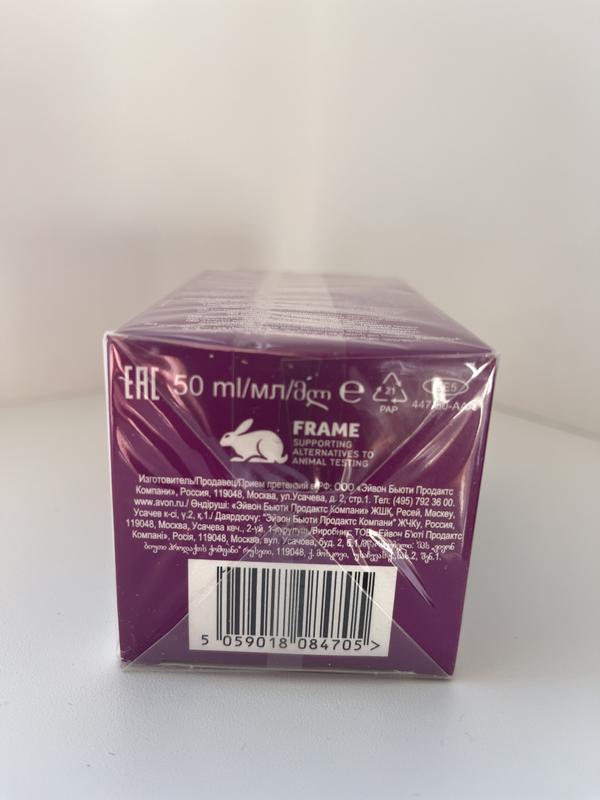 EAC 50 ml/мл/მლ e 21 PAP
FRAME
SUPPORTING
ALTERNATIVES TO
ANIMAL TESTING
Изготовитель/Продавец/Прием претензий в РФ: ООО «Эйвон Бьюти Продактс
Компани», Россия, 119048, Москва, ул.Усачева, д. 2, стр.1. Тел: (495) 792 36 00.
www.avon.ru./ Өндіруші: «Эйвон Бьюти Продактс Компани» ЖШҚ, Ресей, Мәскеу,
Усачев к-сі, ү.2, қ.1./ Даярдоочу: "Эйвон Бьюти Продактс Компани" ЖЧКу, Россия,
119048, Москва, Усачева көч., 2-үй, 1-курулуш/Виробник: ТОВ «Ейвон Б'юті Продактс
Компані», Росія, 119048, Москва, вул. Усачова, буд. 2, Б.1
119048, ქ. მოსკოვი,
5 059018 084705 >